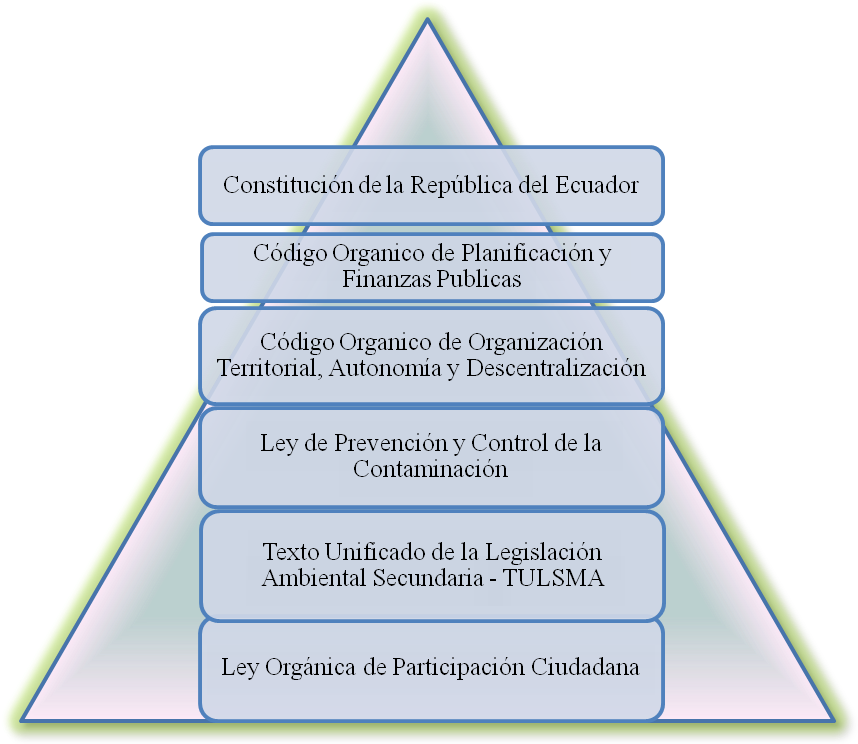 Constitución de la República del Ecuador
Código Organico de Planificación y
Finanzas Publicas
Código Organico de Organización
Territorial, Autonomía y Descentralización
Ley de Prevención y Control de la
Contaminación
Texto Unificado de la Legislación
Ambiental Secundaria - TULSMA
Ley Orgánica de Participación Ciudadana